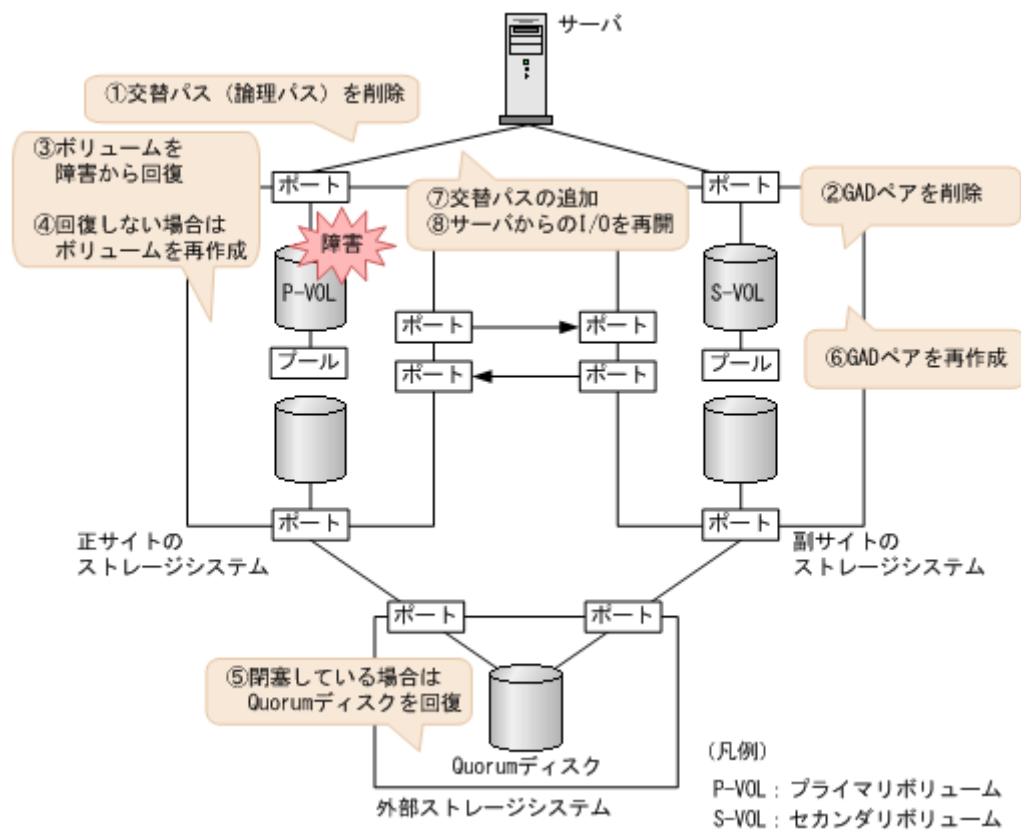 サーバ
①交替パス（論理パス）を削除
③ボリュームを
障害から回復
④回復しない場合は
ボリュームを再作成
ポート
ポート
⑦交替パスの追加
⑧サーバからのI/Oを再開
②GADペアを削除
障害
P-VOL
S-VOL
ポート
ポート
プール
プール
ポート
ポート
⑥GADペアを再作成
ポート
ポート
正サイトの
ストレージシステム
副サイトの
ストレージシステム
ポート
ポート
⑤閉塞している場合は
Quorumディスクを回復
Quorumディスク
外部ストレージシステム
(凡例)
P-VOL：プライマリボリューム
S-VOL：セカンダリボリューム